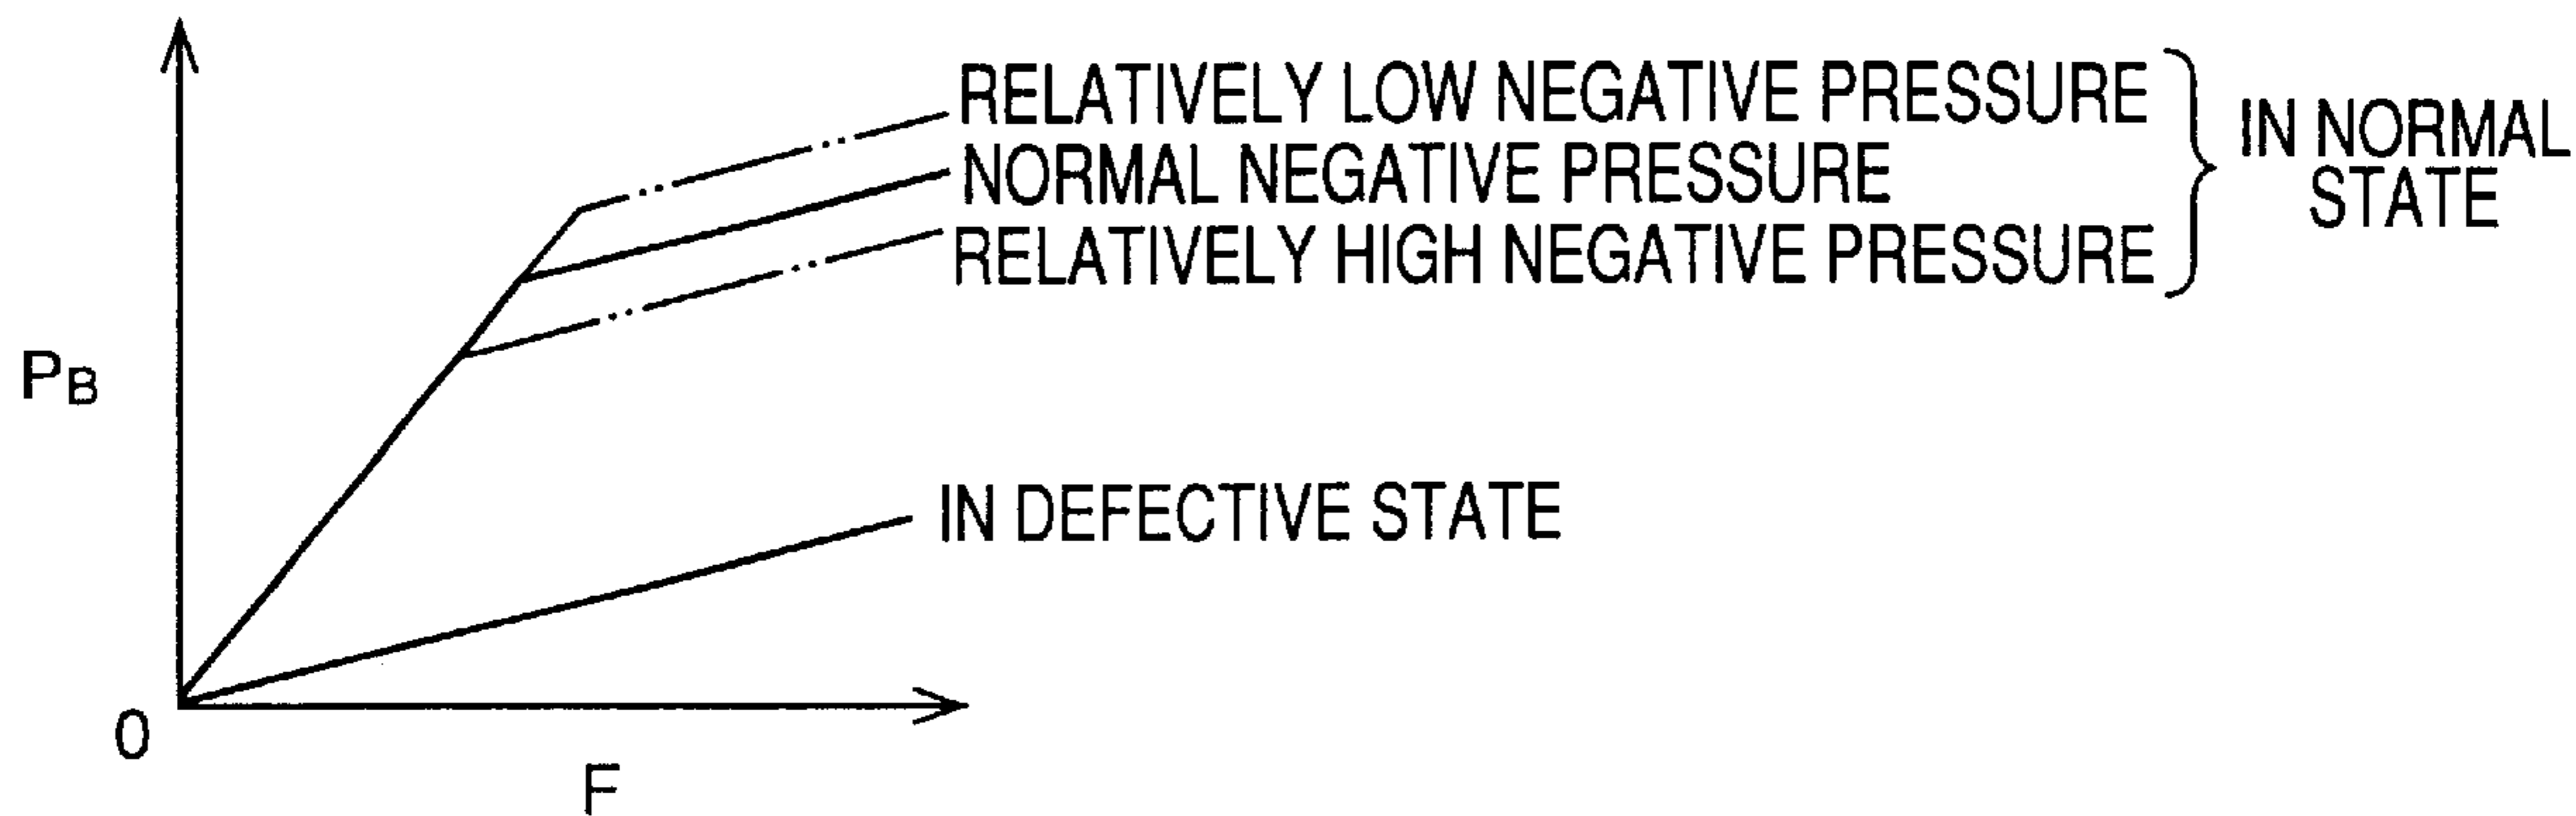 RELATIVELY LOW NEGATIVE PRESSURE
NORMAL NEGATIVE PRESSURE
RELATIVELY HIGH NEGATIVE PRESSURE
IN NORMAL
STATE
PB
IN DEFECTIVE STATE
0
F